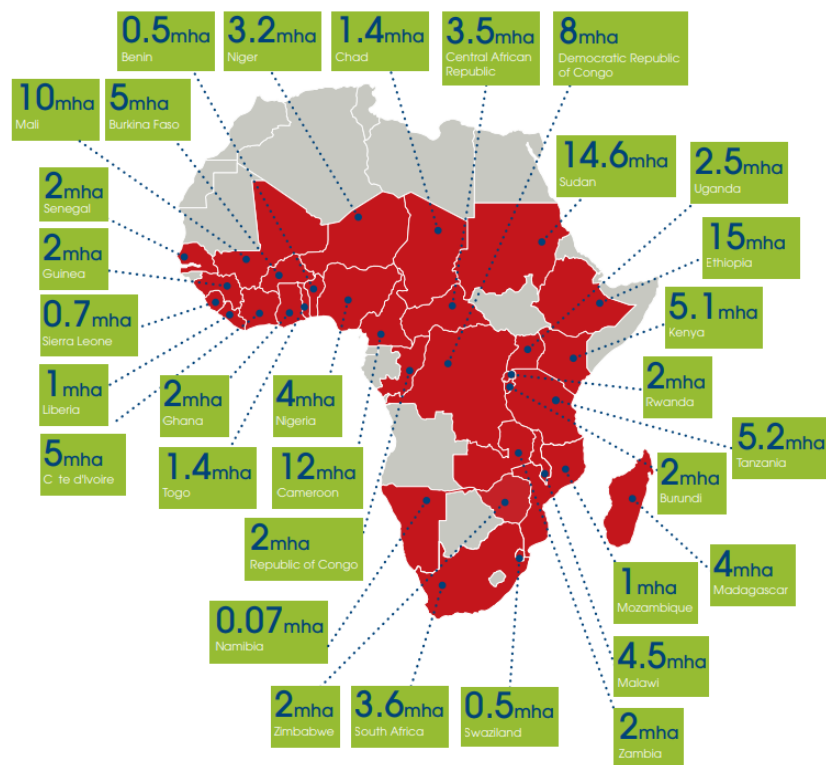 0.5mha
Benin
3.2mha
Niger
1.4mha
Chad
3.5mha
Central African
Republic
8mha
Democratic Republic
of Congo
10mha
Mali
5mha
Burkina Faso
14.6mha
Sudan
2.5mha
Uganda
2mha
Senegal
15mha
Ethiopia
2mha
Guinea
5.1mha
Kenya
0.7mha
Sierra Leone
2mha
Rwanda
1mha
Liberia
2mha
Ghana
4mha
Nigeria
5.2mha
Tanzania
5mha
C te d'Ivoire
1.4mha
Togo
12mha
Cameroon
2mha
Burundi
2mha
Republic of Congo
4mha
Madagascar
1mha
Mozambique
0.07mha
Namibia
4.5mha
Malawi
2mha
Zimbabwe
3.6mha
South Africa
0.5mha
Swaziland
2mha
Zambia